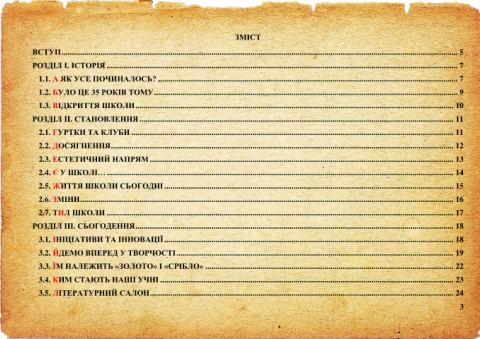 ЗМІСТ
ВСТУП 5
РОЗДІЛ І. ІСТОРІЯ 7
1.1. А ЯК УСЕ ПОЧИНАЛОСЬ? 7
1.2. БУЛО ЦЕ 35 РОКІВ ТОМУ 9
1.3. ВІДКРИТТЯ ШКОЛИ 10
РОЗДІЛ ІІ. СТАНОВЛЕННЯ 11
2.1. ГУРТКИ ТА КЛУБИ 11
2.2. ДОСЯГНЕННЯ 12
2.3. ЕСТЕТИЧНИЙ НАПРЯМ 13
2.4. Є У ШКОЛІ… 14
2.5. ЖИТТЯ ШКОЛИ СЬОГОДНІ 15
2.6. ЗМІНИ 16
2.7. ТИЛ ШКОЛИ 17
РОЗДІЛ ІІІ. СЬОГОДЕННЯ 18
3.1. ІНІЦІАТИВИ ТА ІННОВАЦІЇ 18
3.2. ЙДЕМО ВПЕРЕД У ТВОРЧОСТІ 19
3.3. ЇМ НАЛЕЖИТЬ «ЗОЛОТО» І «СРІБЛО» 22
3.4. КИМ СТАЮТЬ НАШІ УЧНІ 23
3.5. ЛІТЕРАТУРНИЙ САЛОН 24
3